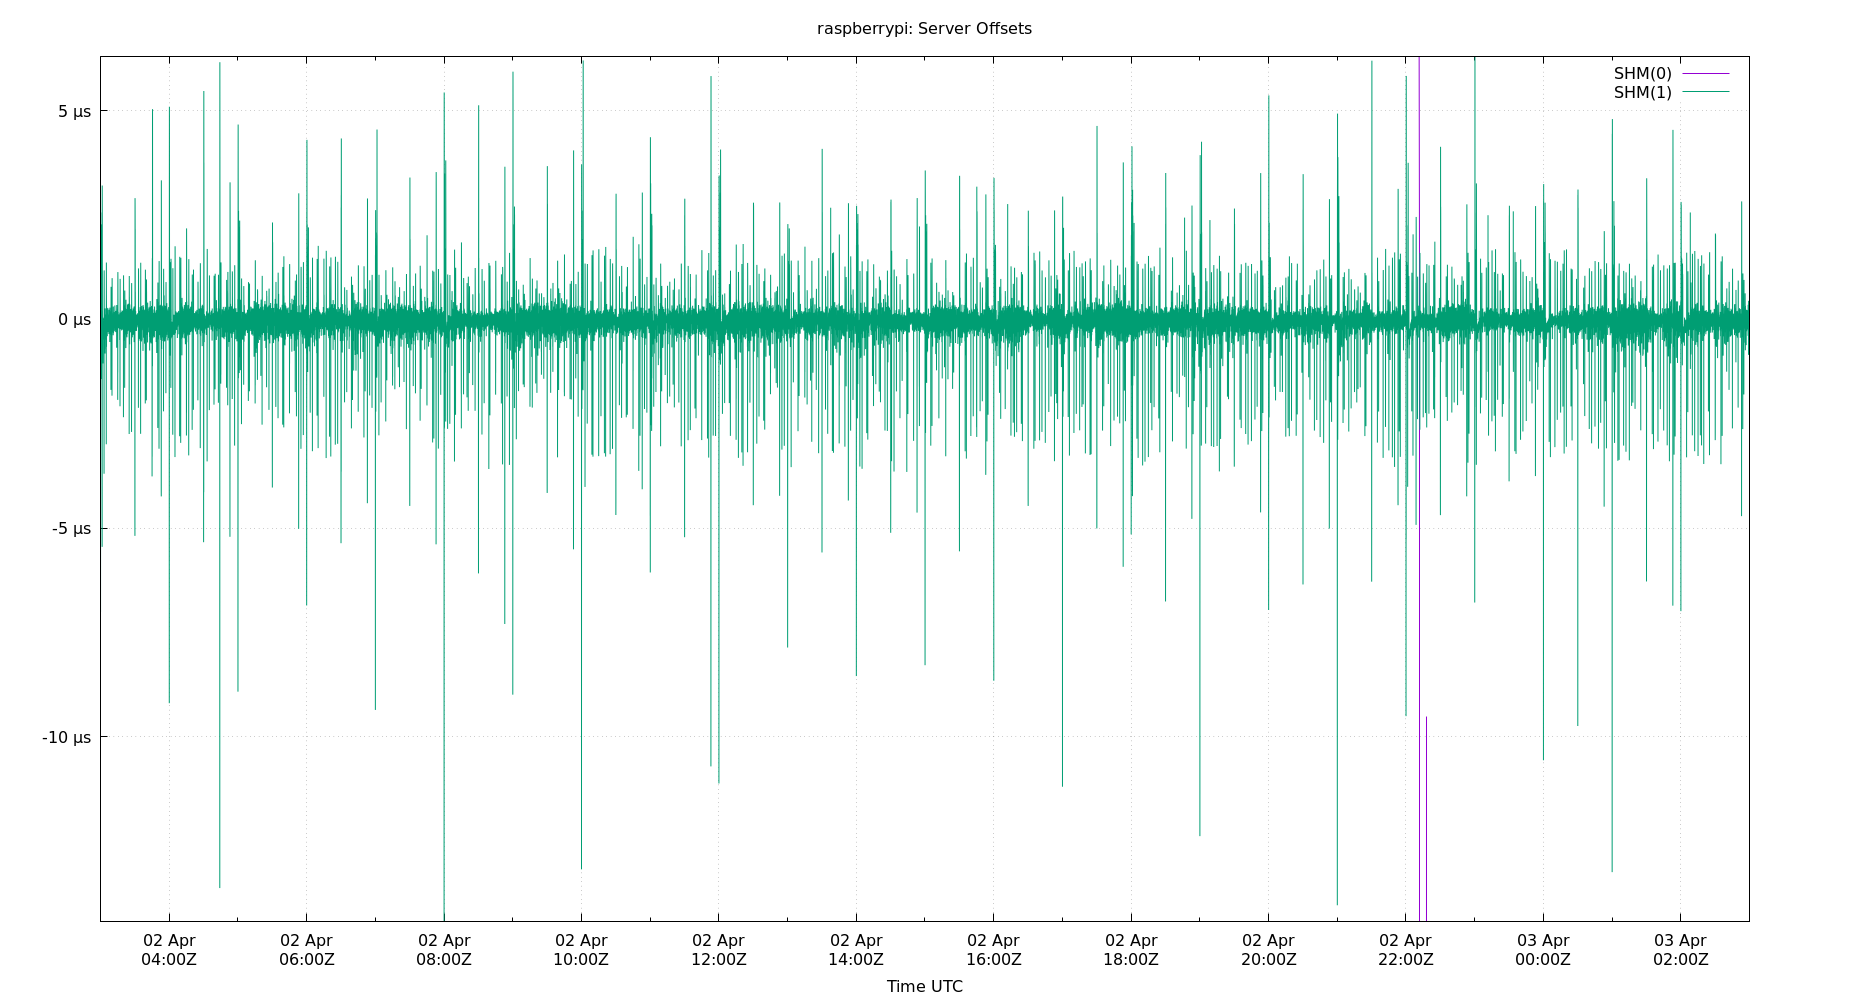 raspberrypi: Server Offsets
SHM(0)
SHM(1)
5 µs
0 µs
-5 µs
-10 µs
02 Apr 02 Apr 02 Apr 02 Apr 02 Apr 02 Apr 02 Apr 02 Apr 02 Apr 02 Apr 03 Apr 03 Apr
04:00Z 06:00Z 08:00Z 10:00Z 12:00Z 14:00Z 16:00Z 18:00Z 20:00Z 22:00Z 00:00Z 02:00Z
Time UTC